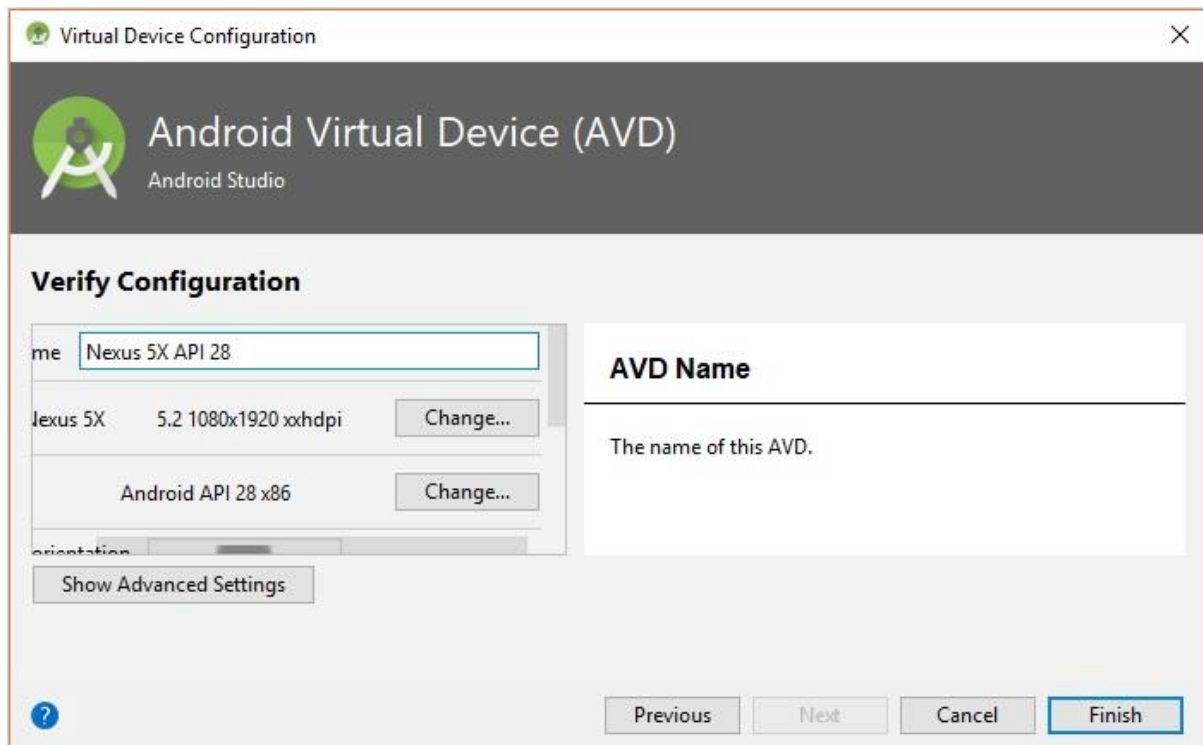 Virtual Device Configuration
Android Virtual Device (AVD)
Android Studio
Verify Configuration
me Nexus 5X API 28
Nexus 5X 5.2 1080x1920 xxhdpi Change...
Android API 28 x86 Change...
orientation
Show Advanced Settings
AVD Name
The name of this AVD.
?
Previous Next Cancel Finish